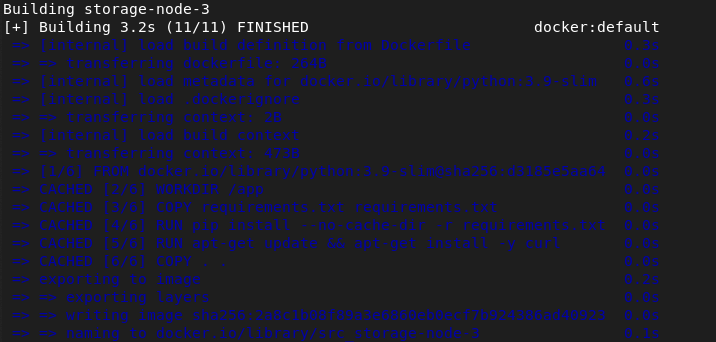 Building storage-node-3
[+] Building 3.2s (11/11) FINISHED docker:default
=> [internal] load build definition from Dockerfile 0.3s
=> => transferring dockerfile: 264B 0.0s
=> [internal] load metadata for docker.io/library/python:3.9-slim 0.6s
=> [internal] load .dockerignore 0.3s
=> => transferring context: 2B 0.0s
=> [internal] load build context 0.2s
=> => transferring context: 473B 0.0s
=> [1/6] FROM docker.io/library/python:3.9-slim@sha256:d3185e5aa64 0.0s
=> CACHED [2/6] WORKDIR /app 0.0s
=> CACHED [3/6] COPY requirements.txt requirements.txt 0.0s
=> CACHED [4/6] RUN pip install --no-cache-dir -r requirements.txt 0.0s
=> CACHED [5/6] RUN apt-get update && apt-get install -y curl 0.0s
=> CACHED [6/6] COPY . . 0.0s
=> exporting to image 0.2s
=> => exporting layers 0.0s
=> => writing image 0.0s
=> => naming to docker.io/library/src_storage-node-3 0.1s